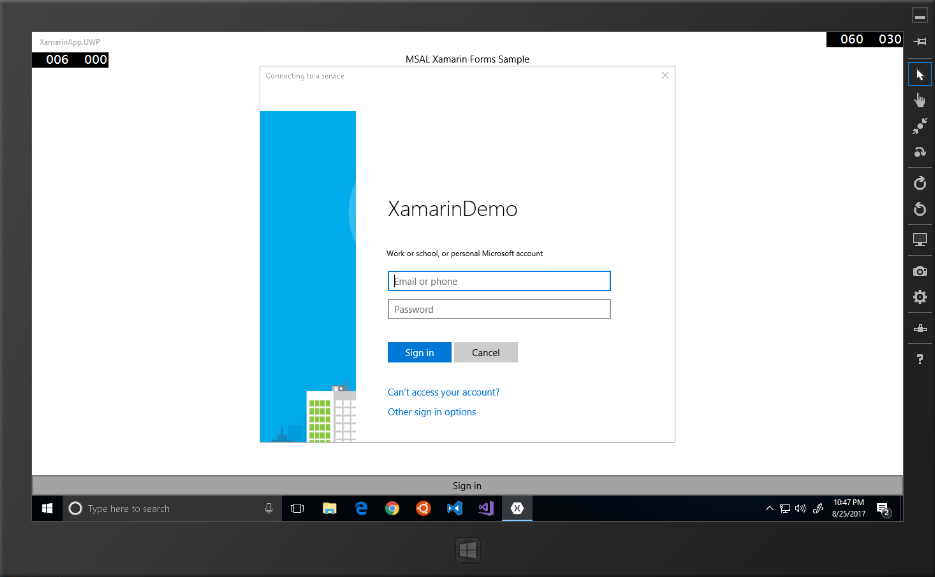 XamarinApp.UWP
060 030
006 000
MSAL Xamarin Forms Sample
Connecting to a service
XamarinDemo
Work or school, or personal Microsoft account
Email or phone
Password
Sign in Cancel
Can't access your account?
Other sign in options
Sign in
Type here to search
10:47 PM
8/25/2017
2